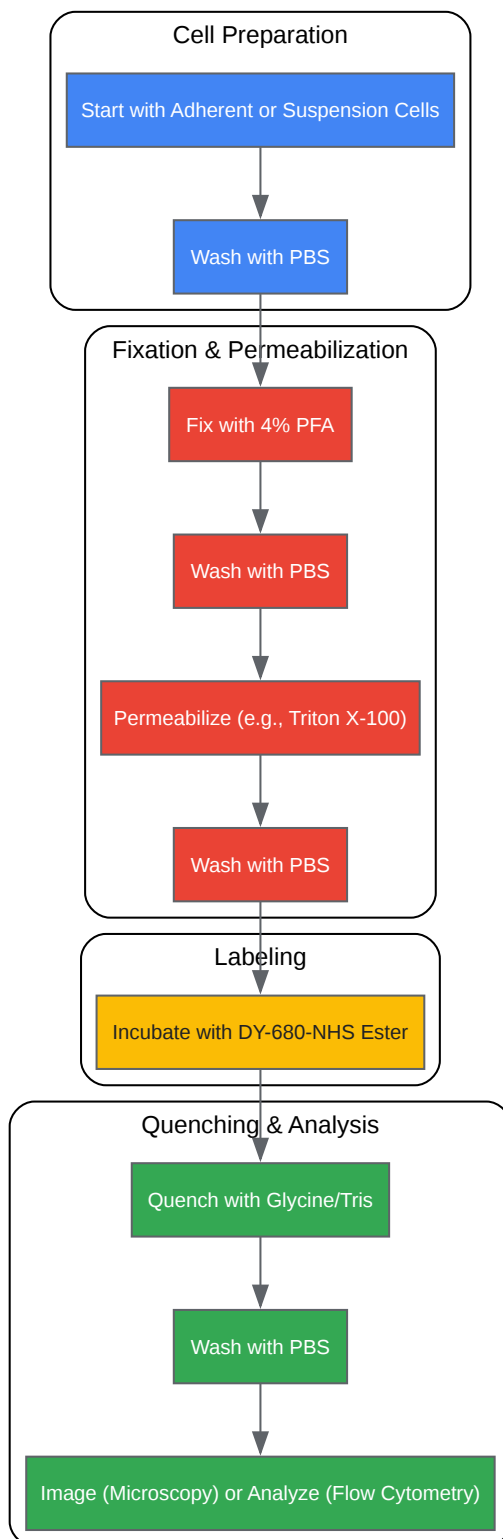 Cell Preparation
Start with Adherent or Suspension Cells
Wash with PBS
Fixation & Permeabilization
Fix with 4% PFA
Wash with PBS
Permeabilize (e.g., Triton X-100)
Wash with PBS
Labeling
Incubate with DY-680-NHS Ester
Quenching & Analysis
Quench with Glycine/Tris
Wash with PBS
Image (Microscopy) or Analyze (Flow Cytometry)